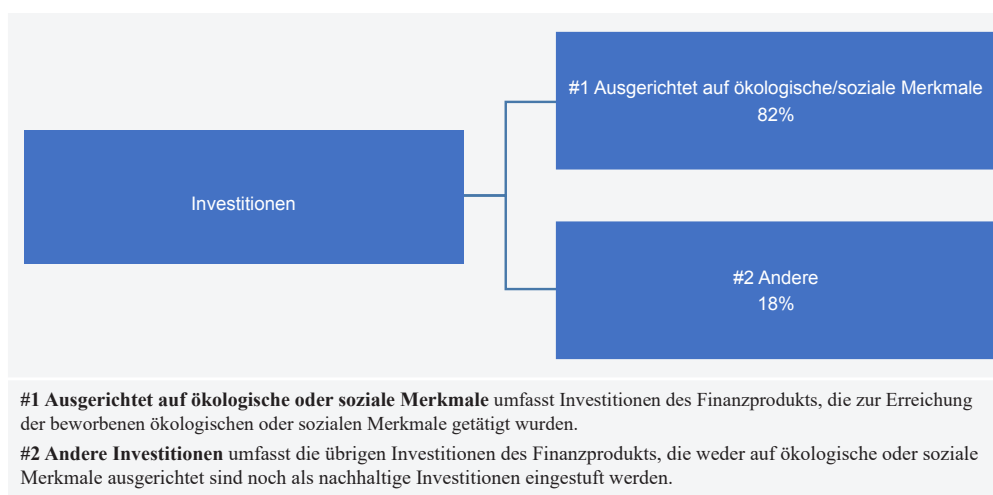 #1 Ausgerichtet auf ökologische/soziale Merkmale
82%
Investitionen
#2 Andere
18%
#1 Ausgerichtet auf ökologische oder soziale Merkmale umfasst Investitionen des Finanzprodukts, die zur Erreichung
der beworbenen ökologischen oder sozialen Merkmale getätigt wurden.
#2 Andere Investitionen umfasst die übrigen Investitionen des Finanzprodukts, die weder auf ökologische oder soziale
Merkmale ausgerichtet sind noch als nachhaltige Investitionen eingestuft werden.